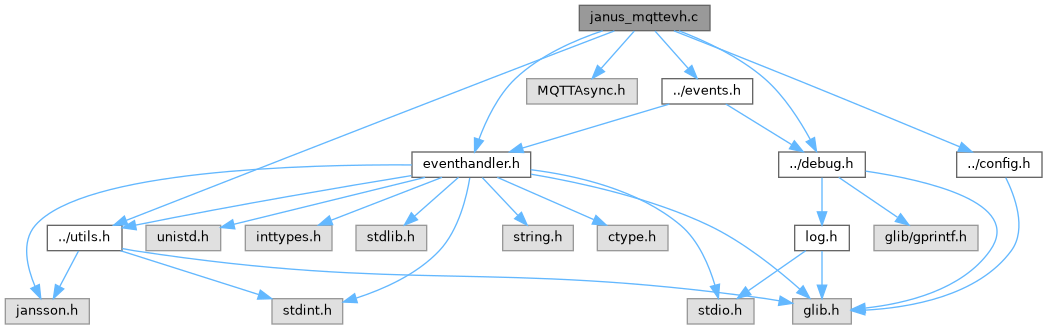 janus_mqttevh.c
MQTTAsync.h
../events.h
eventhandler.h
../debug.h
../config.h
../utils.h
unistd.h
inttypes.h
stdlib.h
string.h
ctype.h
log.h
glib/gprintf.h
jansson.h
stdint.h
stdio.h
glib.h